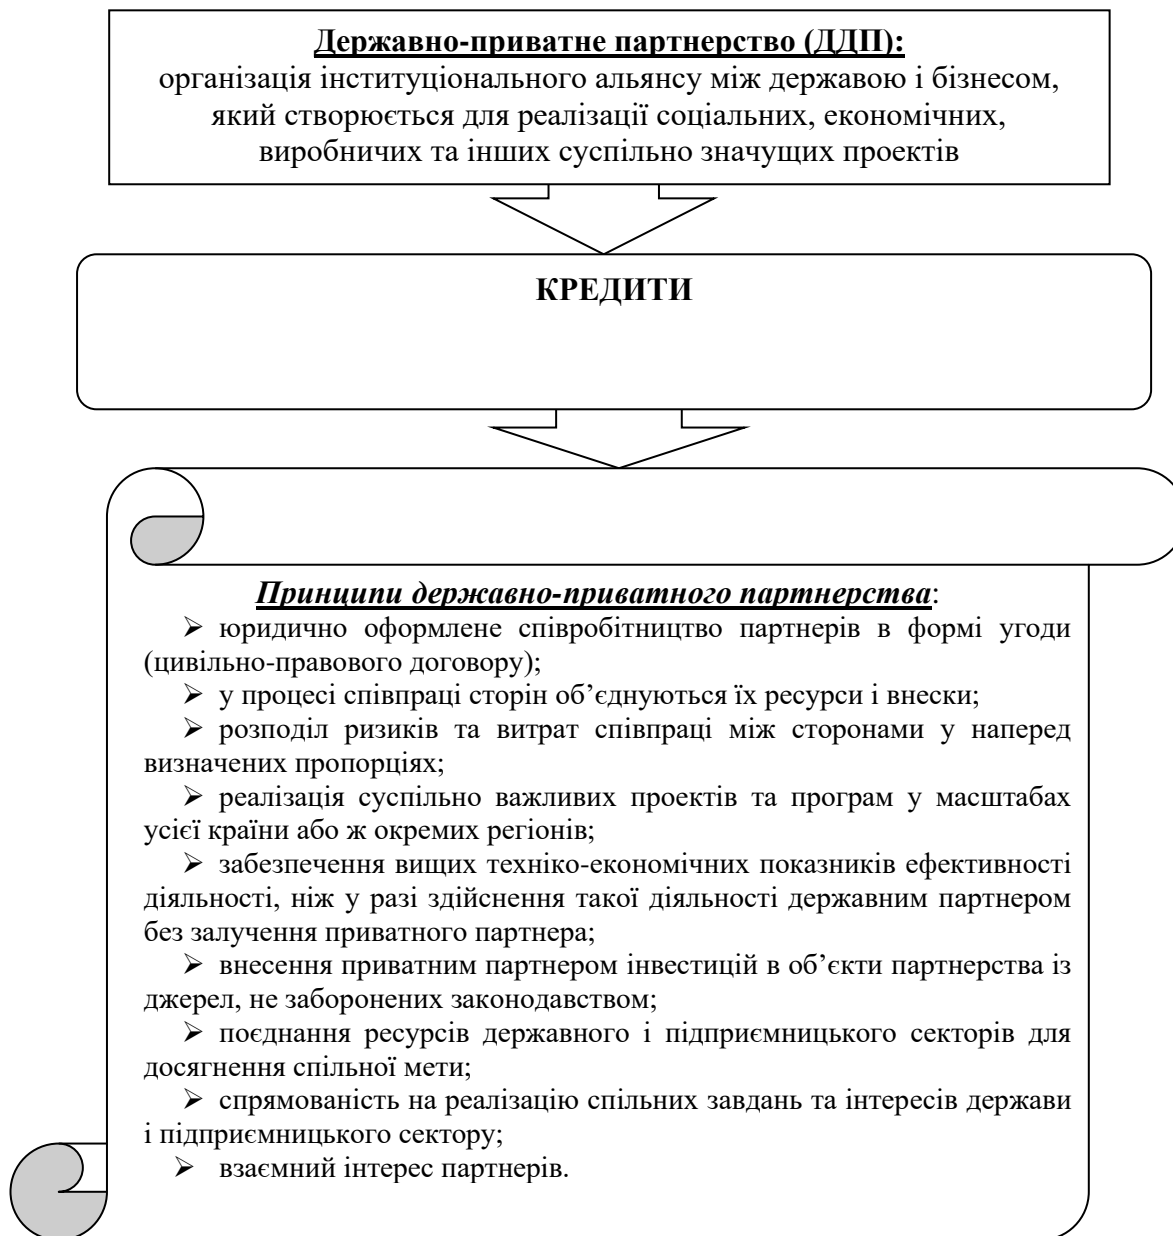 Державно-приватне партнерство (ДДП):
організація інституціонального альянсу між державою і бізнесом,
який створюється для реалізації соціальних, економічних,
виробничих та інших суспільно значущих проектів
КРЕДИТИ
Принципи державно-приватного партнерства:
➢ юридично оформлене співробітництво партнерів в формі угоди
(цивільно-правового договору);
➢ у процесі співпраці сторін об’єднуються їх ресурси і внески;
➢ розподіл ризиків та витрат співпраці між сторонами у наперед
визначених пропорціях;
➢ реалізація суспільно важливих проектів та програм у масштабах
усієї країни або ж окремих регіонів;
➢ забезпечення вищих техніко-економічних показників ефективності
діяльності, ніж у разі здійснення такої діяльності державним партнером
без залучення приватного партнера;
➢ внесення приватним партнером інвестицій в об’єкти партнерства із
джерел, не заборонених законодавством;
➢ поєднання ресурсів державного і підприємницького секторів для
досягнення спільної мети;
➢ спрямованість на реалізацію спільних завдань та інтересів держави
і підприємницького сектору;
➢ взаємний інтерес партнерів.